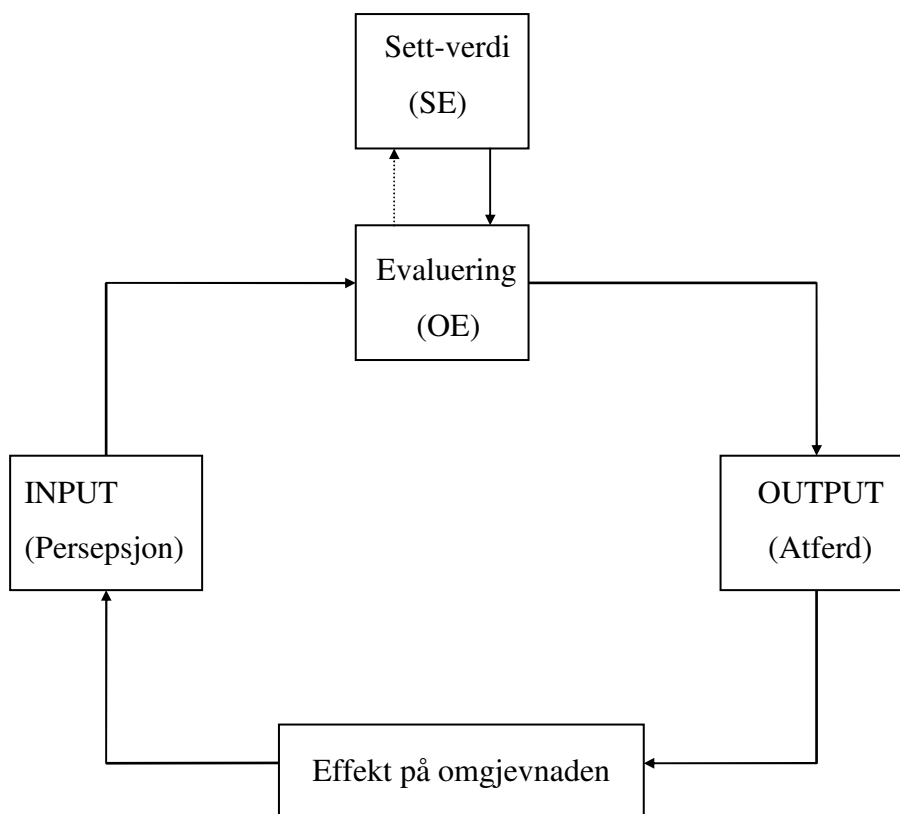 Sett-verdi
(SE)
Evaluering
(OE)
INPUT
(Persepsjon)
OUTPUT
(Atferd)
Effekt på omgjevnaden